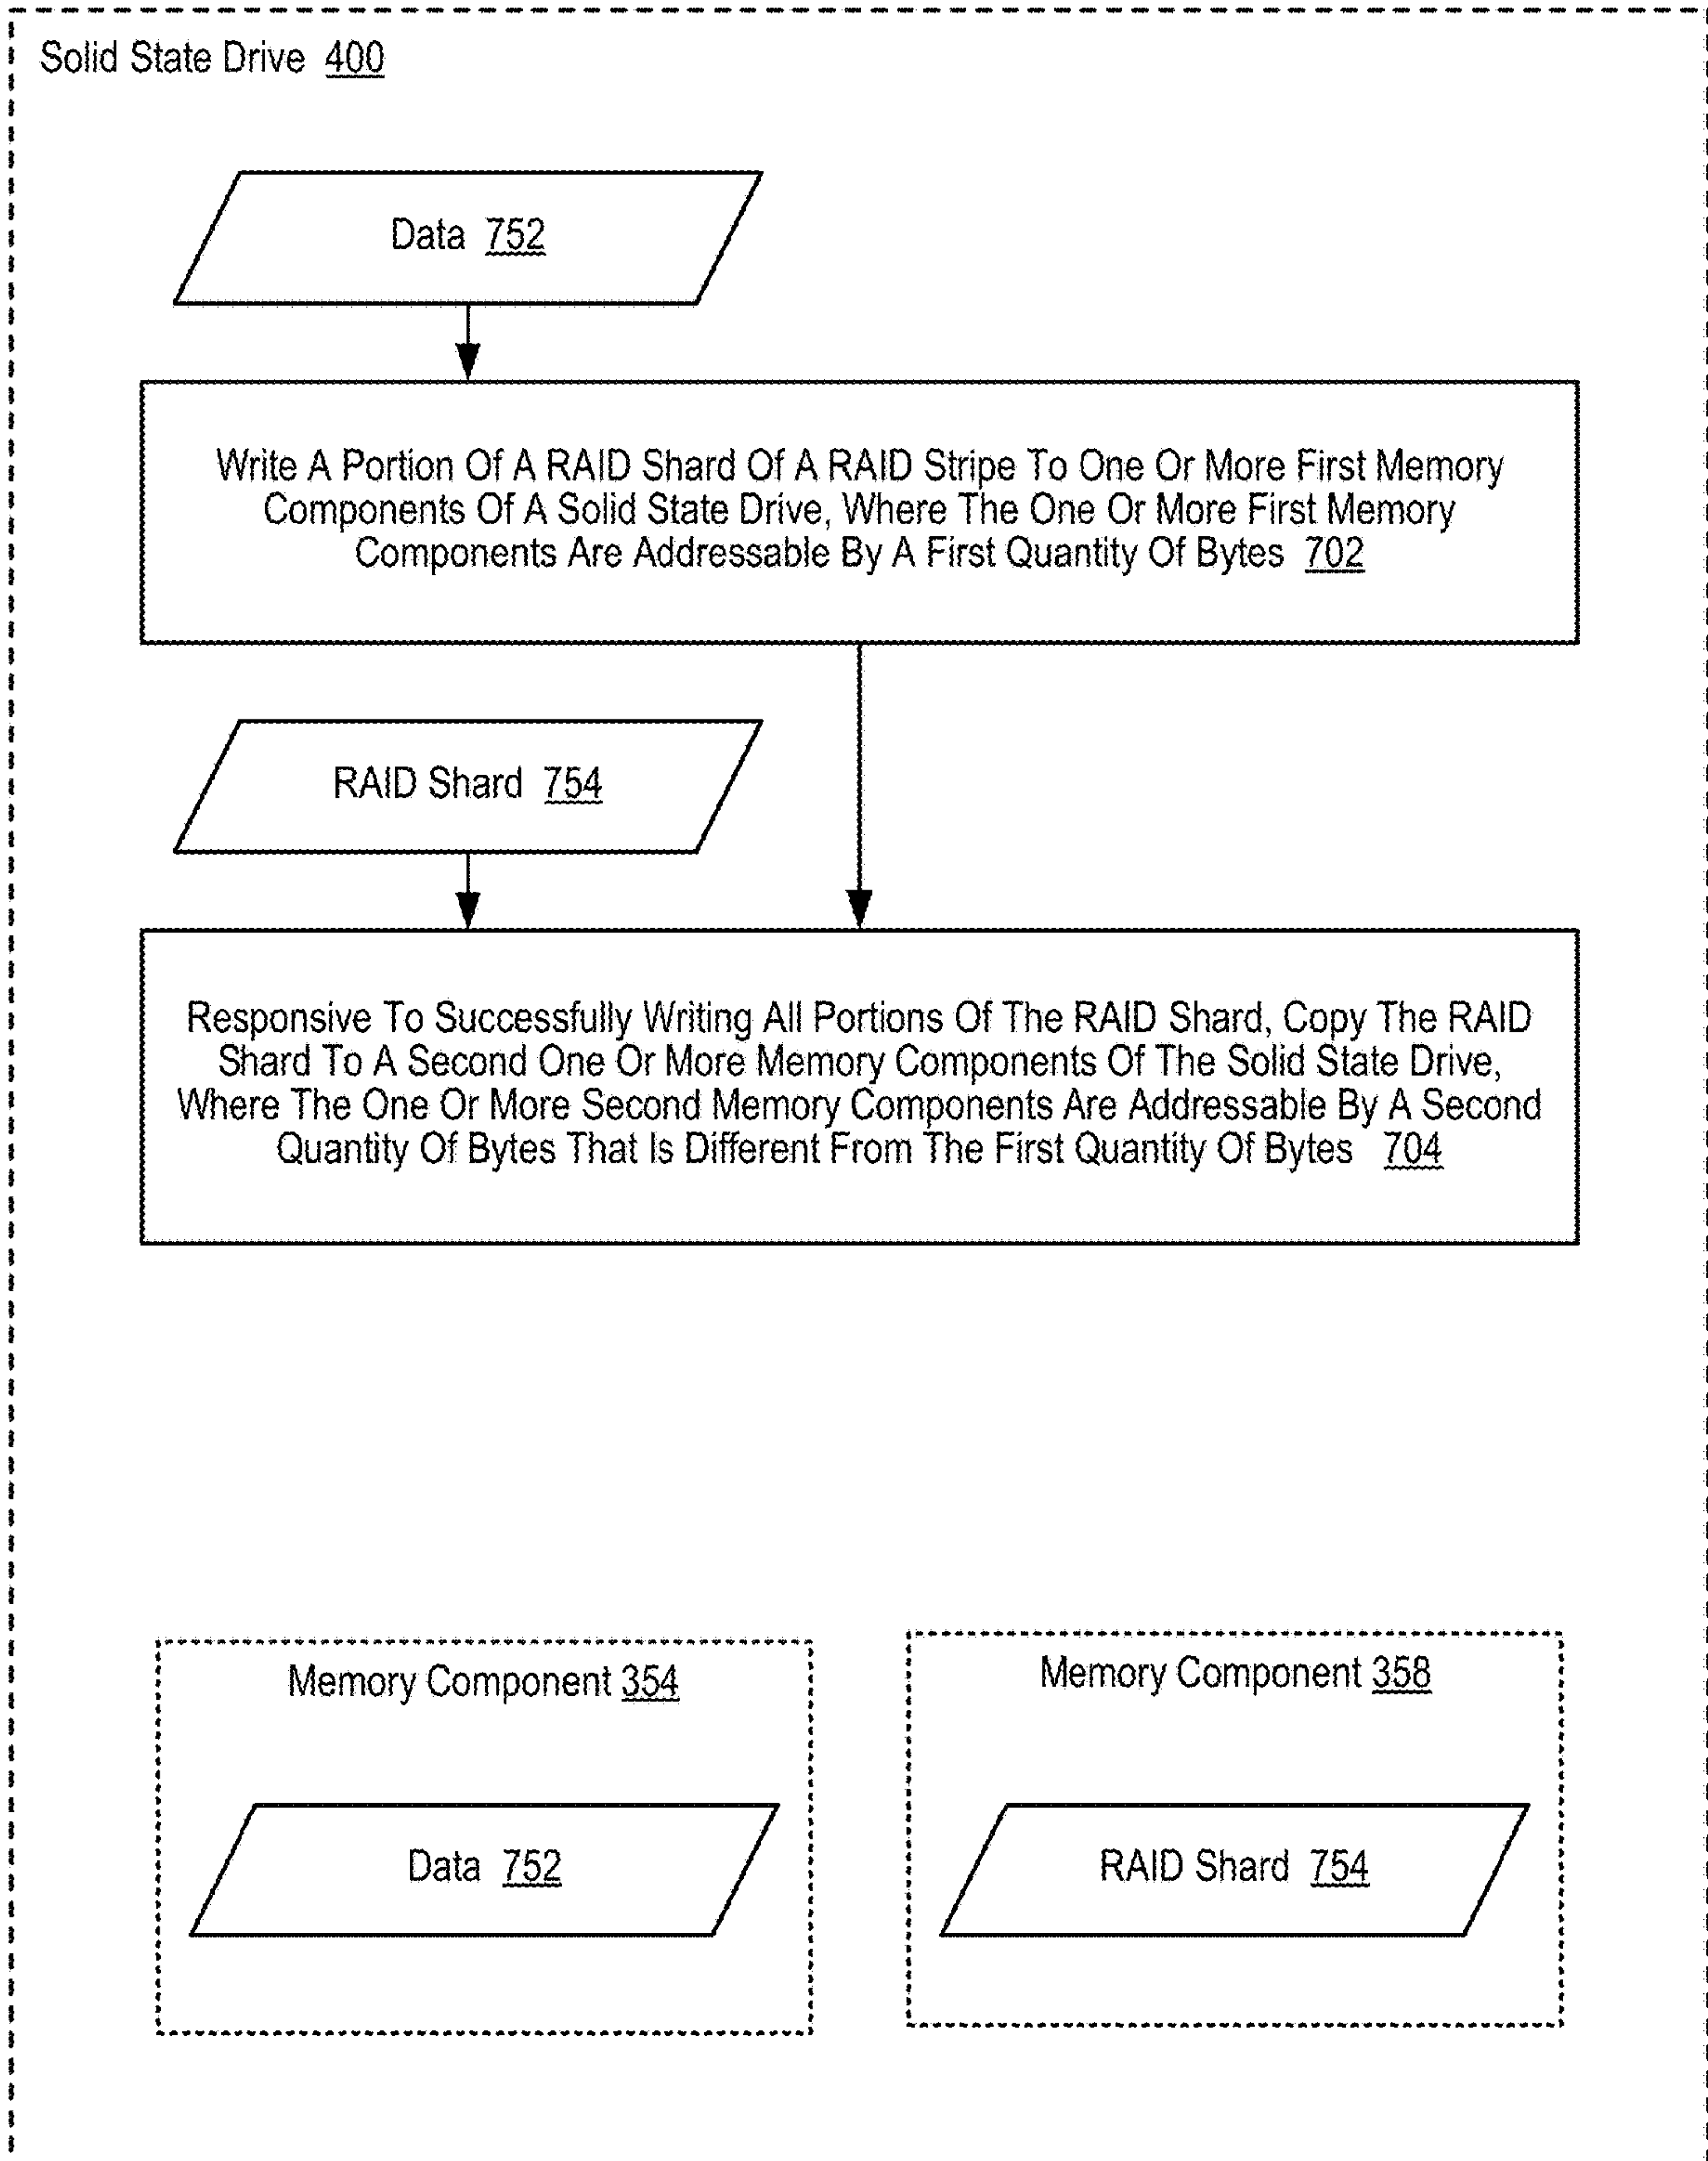 Solid State Drive 400
Data 752
Write A Portion Of A RAID Shard Of A RAID Stripe To One Or More First Memory
Components Of A Solid State Drive, Where The One Or More First Memory
Components Are Addressable By A First Quantity Of Bytes 702
RAID Shard 754
Responsive To Successfully Writing All Portions Of The RAID Shard, Copy The RAID
Shard To A Second One Or More Memory Components Of The Solid State Drive,
Where The One Or More Second Memory Components Are Addressable By A Second
Quantity Of Bytes That Is Different From The First Quantity Of Bytes 704
Memory Component 354
Data 752
Memory Component 358
RAID Shard 754